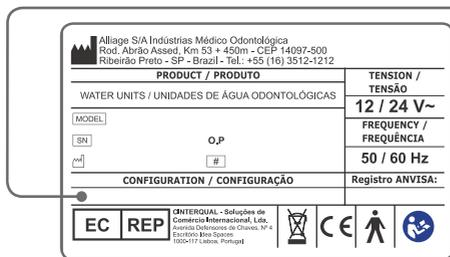 Alliage S/A Indústrias Médico Odontológica
Rod. Abrão Assed, Km 53 + 450m - CEP 14097-500
Ribeirão Preto - SP - Brazil - Tel.: +55 (16) 3512-1212
PRODUCT / PRODUTO
WATER UNITS / UNIDADES DE ÁGUA ODONTOLÓGICAS
MODEL
SN
O.P
#
TENSION /
TENSÃO
12 / 24 V~
FREQUENCY /
FREQUÊNCIA
50 / 60 Hz
CONFIGURATION / CONFIGURAÇÃO
Registro ANVISA:
EC REP
CINTERQUAL - Soluções de
Comércio Internacional, Lda.
Avenida Defensores de Chaves, Nº 4
Escritório Idea Spaces
1000-117 Lisboa, Portugal
CE